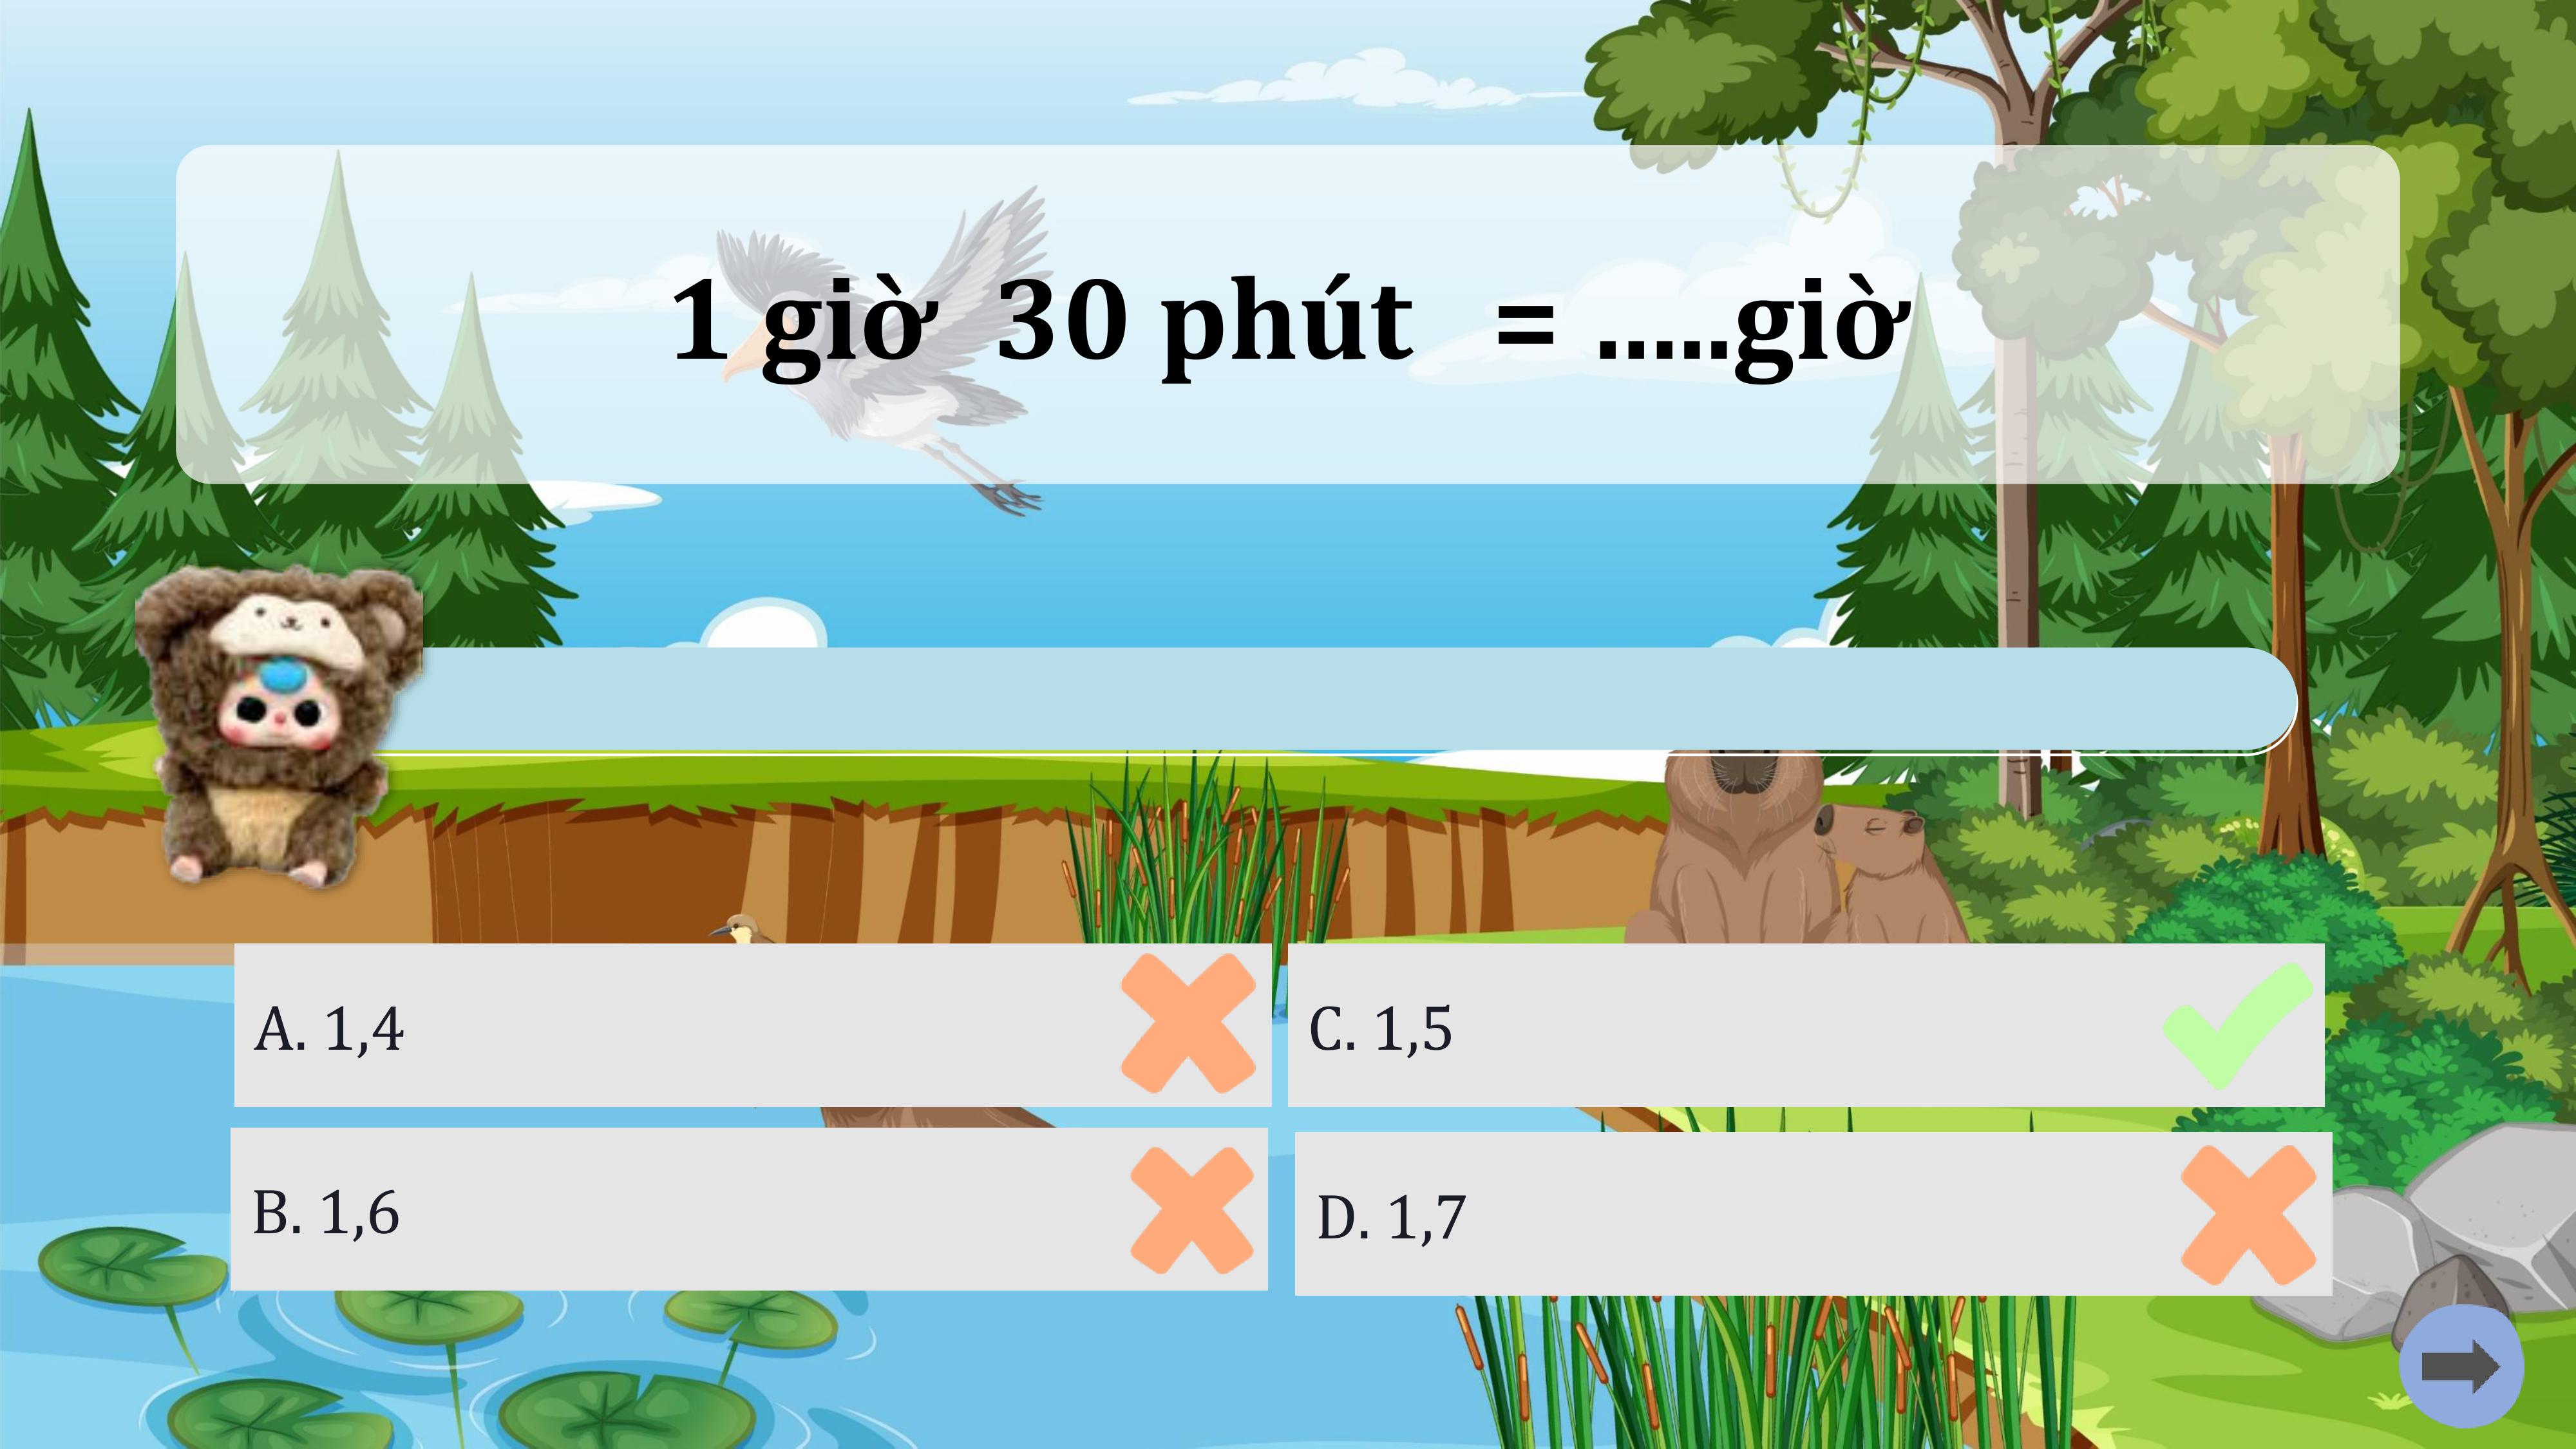 1 giờ 30 phút = .....giờ
A. 1,4
C. 1,5
B. 1,6
D. 1,7